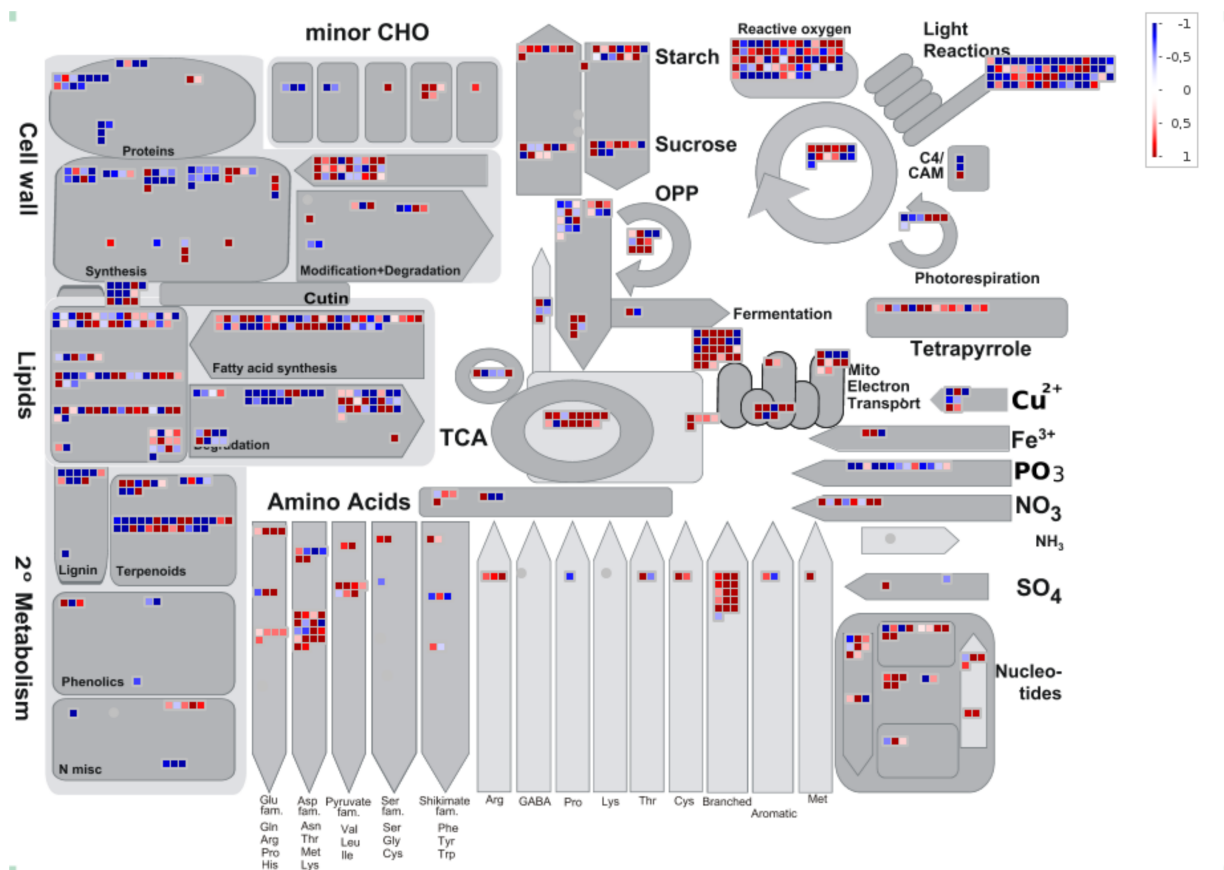 minor CHO
Reactive oxygen
Light
Reactions
-1
-0,5
0
0,5
1
Starch
Cell wall
Proteins
Sucrose
C4/
CAM
OPP
Synthesis
Modification+Degradation
Photorespiration
Cutin
Fermentation
Tetrapyrrole
Lipids
Fatty acid synthesis
Mito
Electron
Transport
Cu2+
Degradation
TCA
Fe3+
PO3
Amino Acids
NO3
NH3
Lignin
Terpenoids
SO4
2° Metabolism
Phenolics
Nucleo-
tides
N misc
Glu
fam.
Gln
Arg
Pro
His
Asp
fam.
Asn
Thr
Met
Lys
Pyruvate
fam.
Val
Leu
Ile
Ser
fam.
Ser
Gly
Cys
Shikimate
fam.
Phe
Tyr
Trp
Arg
GABA
Pro
Lys
Thr
Cys
Branched
Aromatic
Met